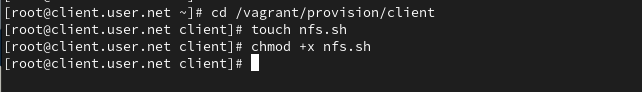 [root@client.user.net ~]# cd /vagrant/provision/client
[root@client.user.net client]# touch nfs.sh
[root@client.user.net client]# chmod +x nfs.sh
[root@client.user.net client]#